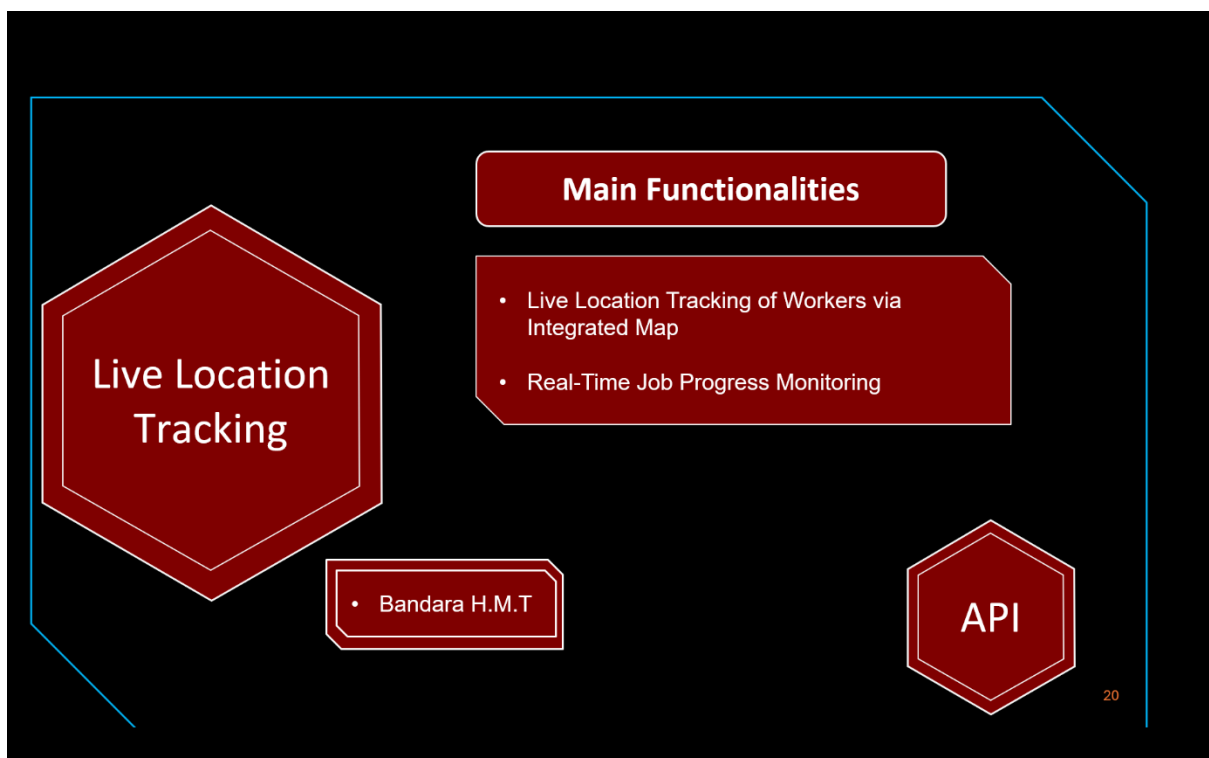 Main Functionalities
Live Location
Tracking
• Live Location Tracking of Workers via
Integrated Map
• Real-Time Job Progress Monitoring
• Bandara H.M.T
API
20